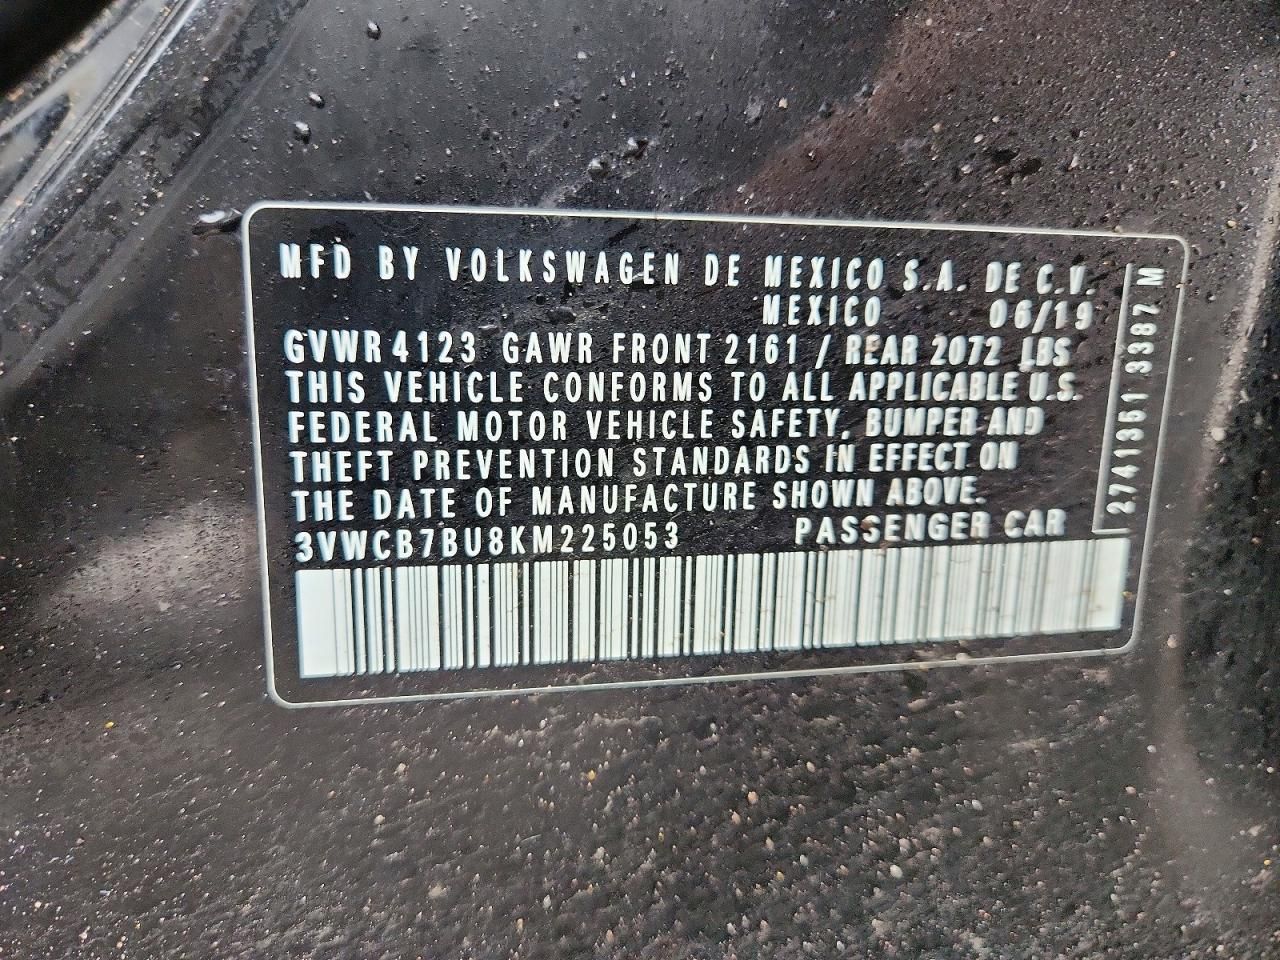 MFD BY VOLKSWAGEN DE MEXICO S.A. DE C.V.
MEXICO 06/19
GVWR 4123 GAWR FRONT 2161 / REAR 2072 LBS
THIS VEHICLE CONFORMS TO ALL APPLICABLE U.S.
FEDERAL MOTOR VEHICLE SAFETY, BUMPER AND
THEFT PREVENTION STANDARDS IN EFFECT ON
THE DATE OF MANUFACTURE SHOWN ABOVE.
3VWCB7BU8KM225053 PASSENGER CAR
2741361 3387 M